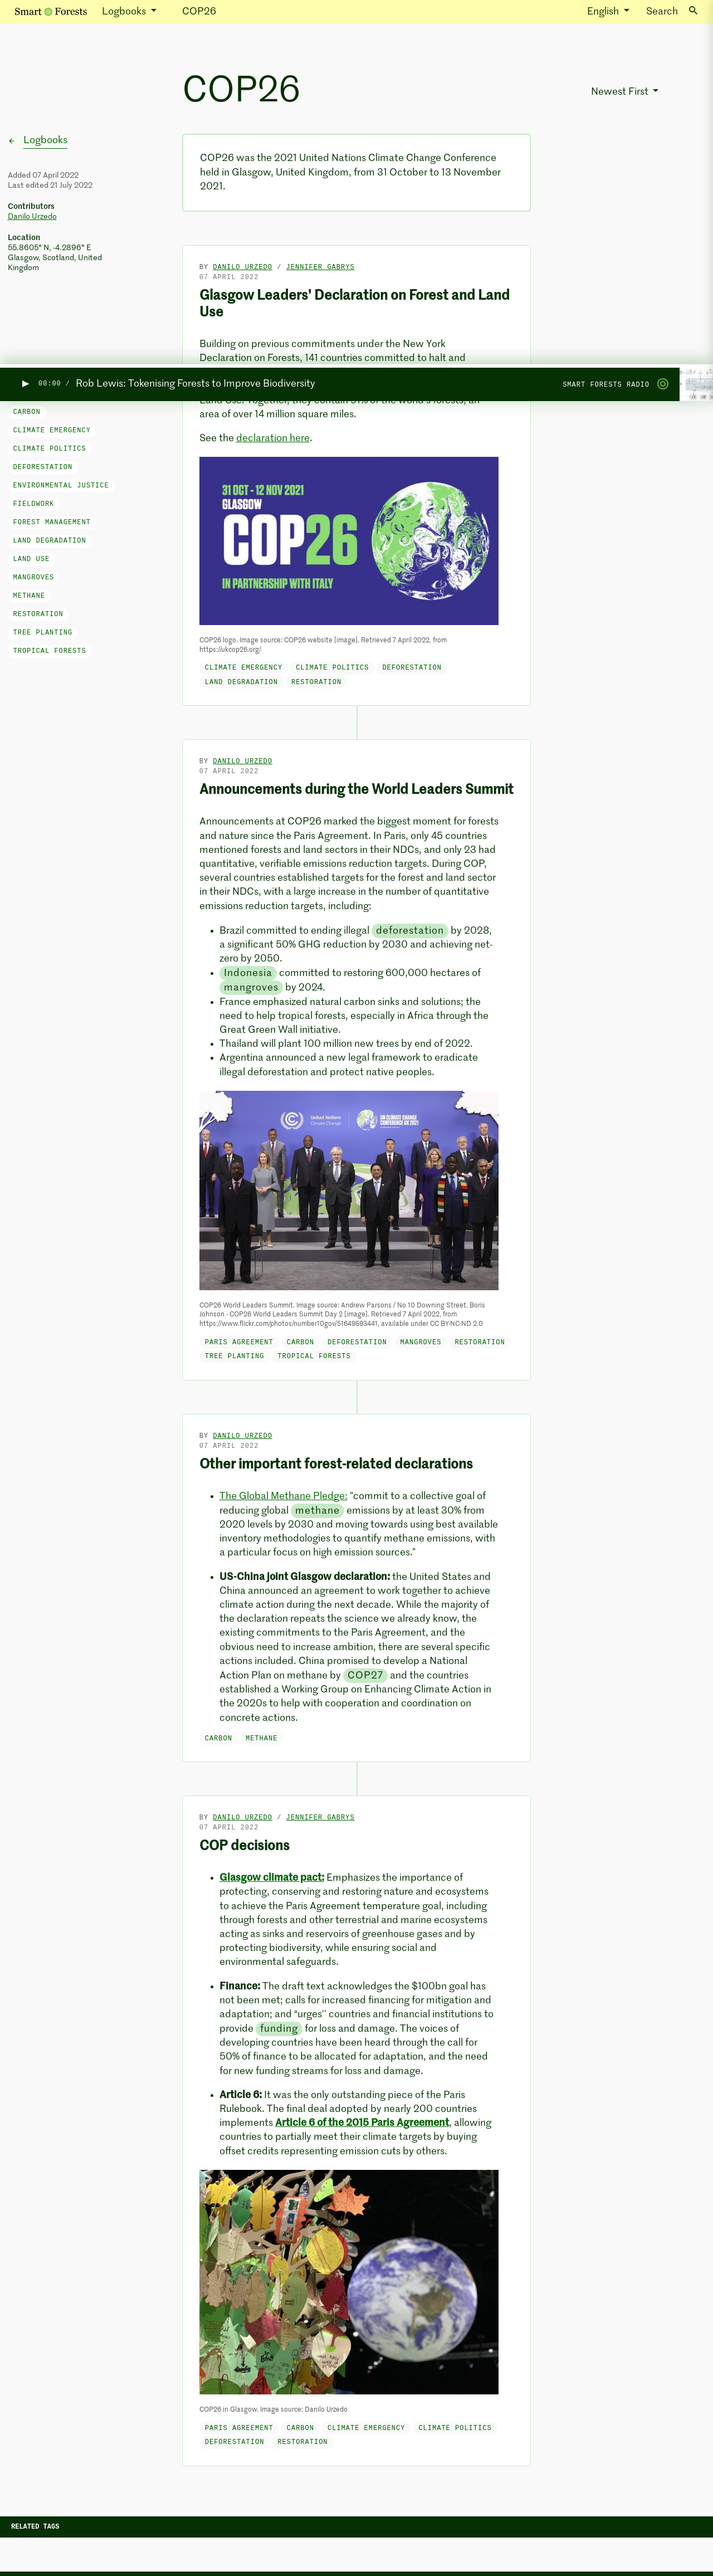 Smart Forests Logbooks COP26 English Search
COP26
Newest First
← Logbooks
Added 07 April 2022
Last edited 21 July 2022
Contributors
Danilo Urzedo
Location
55.8605° N, -4.2896° E
Glasgow, Scotland, United
Kingdom
COP26 was the 2021 United Nations Climate Change Conference
held in Glasgow, United Kingdom, from 31 October to 13 November
2021.
BY DANILO URZEDO / JENNIFER GABRYS
07 APRIL 2022
Glasgow Leaders' Declaration on Forest and Land
Use
Building on previous commitments under the New York
Declaration on Forests, 141 countries committed to halt and
▶ 00:00 / Rob Lewis: Tokenising Forests to Improve Biodiversity SMART FORESTS RADIO
area of over 14 million square miles.
See the declaration here.
CARBON
CLIMATE EMERGENCY
CLIMATE POLITICS
DEFORESTATION
ENVIRONMENTAL JUSTICE
FIELDWORK
FOREST MANAGEMENT
LAND DEGRADATION
LAND USE
MANGROVES
METHANE
RESTORATION
TREE PLANTING
TROPICAL FORESTS
31 OCT - 12 NOV 2021
GLASGOW
COP26
IN PARTNERSHIP WITH ITALY
COP26 logo. Image source: COP26 website [image]. Retrieved 7 April 2022, from
https://ukcop26.org/
CLIMATE EMERGENCY CLIMATE POLITICS DEFORESTATION
LAND DEGRADATION RESTORATION
BY DANILO URZEDO
07 APRIL 2022
Announcements during the World Leaders Summit
Announcements at COP26 marked the biggest moment for forests
and nature since the Paris Agreement. In Paris, only 45 countries
mentioned forests and land sectors in their NDCs, and only 23 had
quantitative, verifiable emissions reduction targets. During COP,
several countries established targets for the forest and land sector
in their NDCs, with a large increase in the number of quantitative
emissions reduction targets, including:
• Brazil committed to ending illegal deforestation by 2028,
a significant 50% GHG reduction by 2030 and achieving net-
zero by 2050.
• Indonesia committed to restoring 600,000 hectares of
mangroves by 2024.
• France emphasized natural carbon sinks and solutions; the
need to help tropical forests, especially in Africa through the
Great Green Wall initiative.
• Thailand will plant 100 million new trees by end of 2022.
• Argentina announced a new legal framework to eradicate
illegal deforestation and protect native peoples.
United Nations
Climate Change
UN CLIMATE CHANGE
CONFERENCE UK 2021
COP26 World Leaders Summit. Image source: Andrew Parsons / No 10 Downing Street. Boris
Johnson - COP26 World Leaders Summit Day 2 [image]. Retrieved 7 April 2022, from
https://www.flickr.com/photos/number10gov/51649593441, available under CC BY-NC-ND 2.0
PARIS AGREEMENT CARBON DEFORESTATION MANGROVES RESTORATION
TREE PLANTING TROPICAL FORESTS
BY DANILO URZEDO
07 APRIL 2022
Other important forest-related declarations
• The Global Methane Pledge: "commit to a collective goal of
reducing global methane emissions by at least 30% from
2020 levels by 2030 and moving towards using best available
inventory methodologies to quantify methane emissions, with
a particular focus on high emission sources."
• US-China joint Glasgow declaration: the United States and
China announced an agreement to work together to achieve
climate action during the next decade. While the majority of
the declaration repeats the science we already know, the
existing commitments to the Paris Agreement, and the
obvious need to increase ambition, there are several specific
actions included. China promised to develop a National
Action Plan on methane by COP27 and the countries
established a Working Group on Enhancing Climate Action in
the 2020s to help with cooperation and coordination on
concrete actions.
CARBON METHANE
BY DANILO URZEDO / JENNIFER GABRYS
07 APRIL 2022
COP decisions
• Glasgow climate pact: Emphasizes the importance of
protecting, conserving and restoring nature and ecosystems
to achieve the Paris Agreement temperature goal, including
through forests and other terrestrial and marine ecosystems
acting as sinks and reservoirs of greenhouse gases and by
protecting biodiversity, while ensuring social and
environmental safeguards.
• Finance: The draft text acknowledges the $100bn goal has
not been met; calls for increased financing for mitigation and
adaptation; and "urges" countries and financial institutions to
provide funding for loss and damage. The voices of
developing countries have been heard through the call for
50% of finance to be allocated for adaptation, and the need
for new funding streams for loss and damage.
• Article 6: It was the only outstanding piece of the Paris
Rulebook. The final deal adopted by nearly 200 countries
implements Article 6 of the 2015 Paris Agreement, allowing
countries to partially meet their climate targets by buying
offset credits representing emission cuts by others.
COP26 in Glasgow. Image source: Danilo Urzedo
PARIS AGREEMENT CARBON CLIMATE EMERGENCY CLIMATE POLITICS
DEFORESTATION RESTORATION
RELATED TAGS